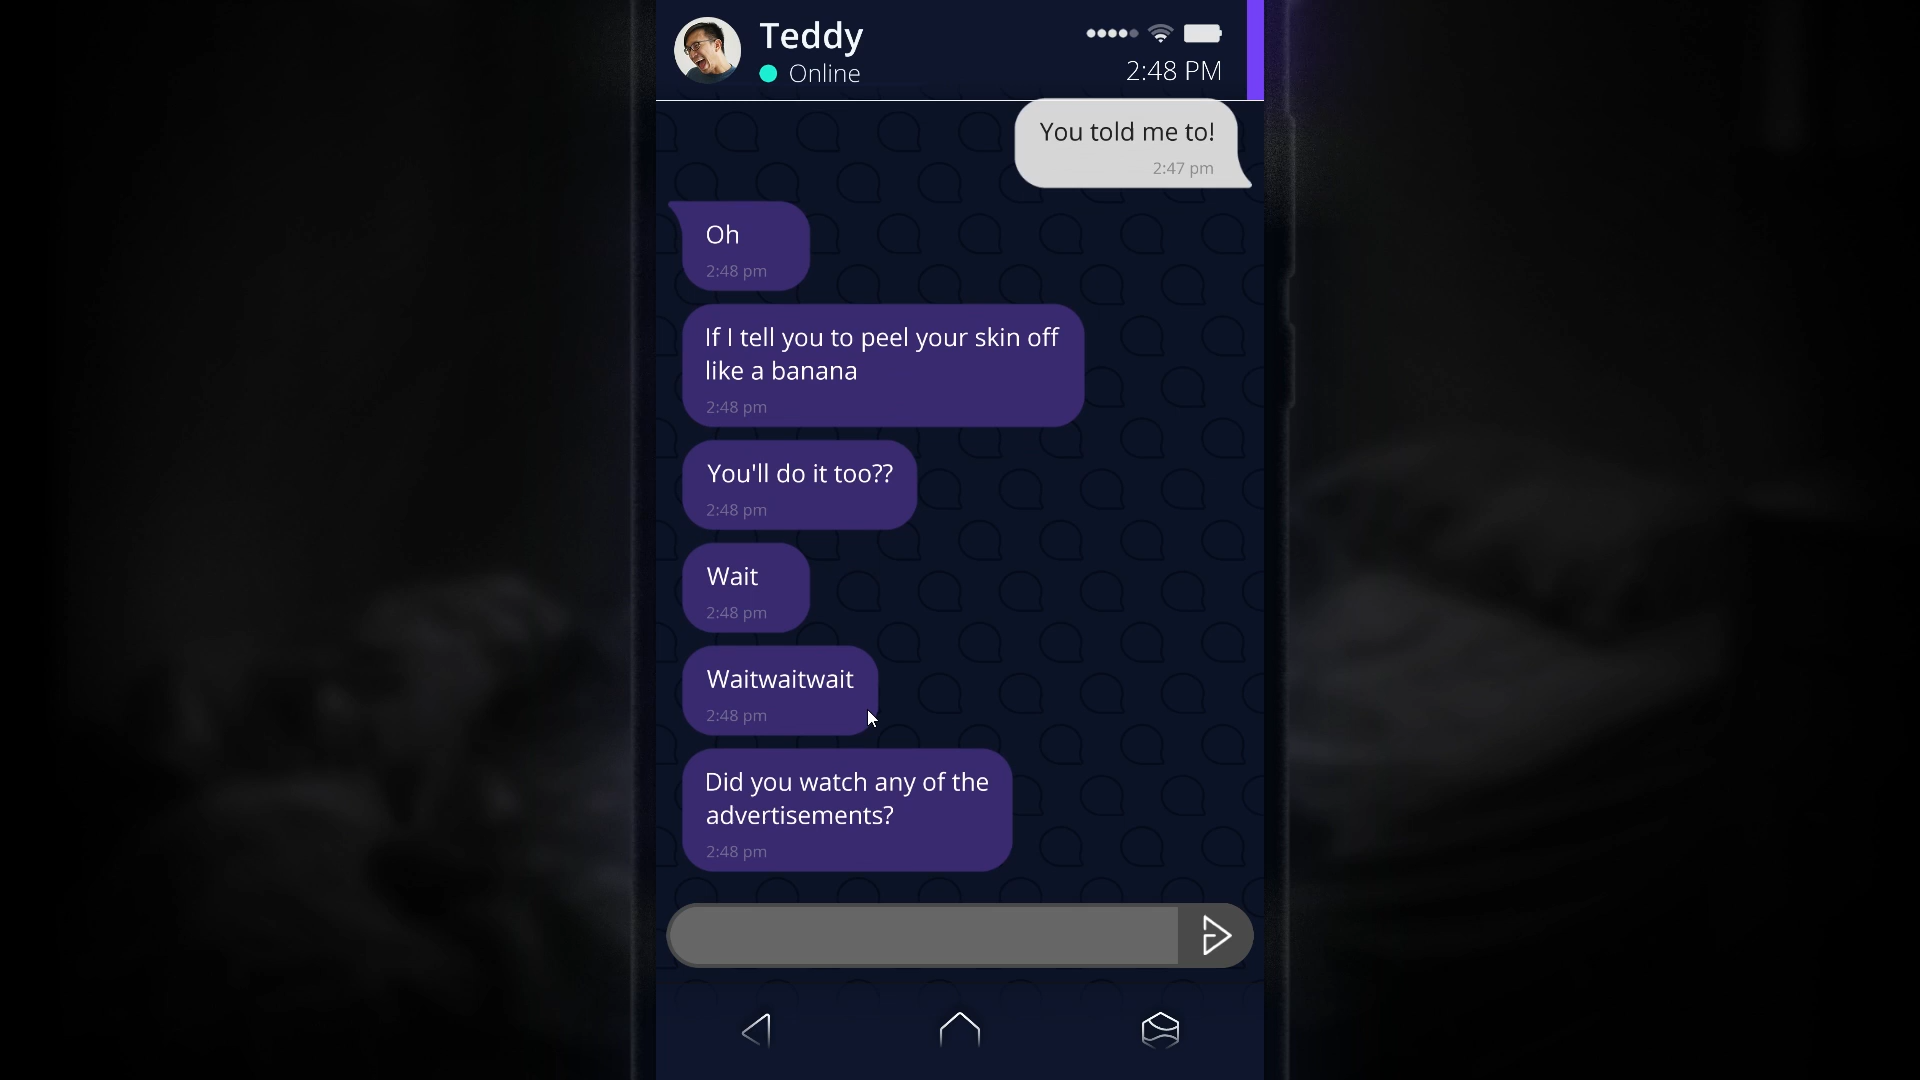 Teddy
Online
2:48 PM
You told me to!
2:47 pm
Oh
2:48 pm
If I tell you to peel your skin off
like a banana
2:48 pm
You'll do it too??
2:48 pm
Wait
2:48 pm
Waitwaitwait
2:48 pm
Did you watch any of the
advertisements?
2:48 pm